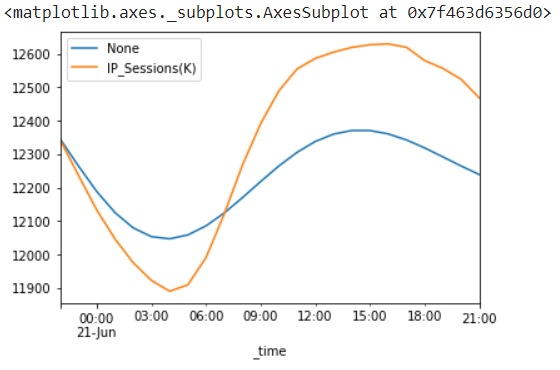 <matplotlib.axes._subplots.AxesSubplot at 0x7f463d6356d0>
None
IP_Sessions(K)
12600
12500
12400
12300
12200
12100
12000
11900
00:00 03:00 06:00 09:00 12:00 15:00 18:00 21:00
21-Jun
_time